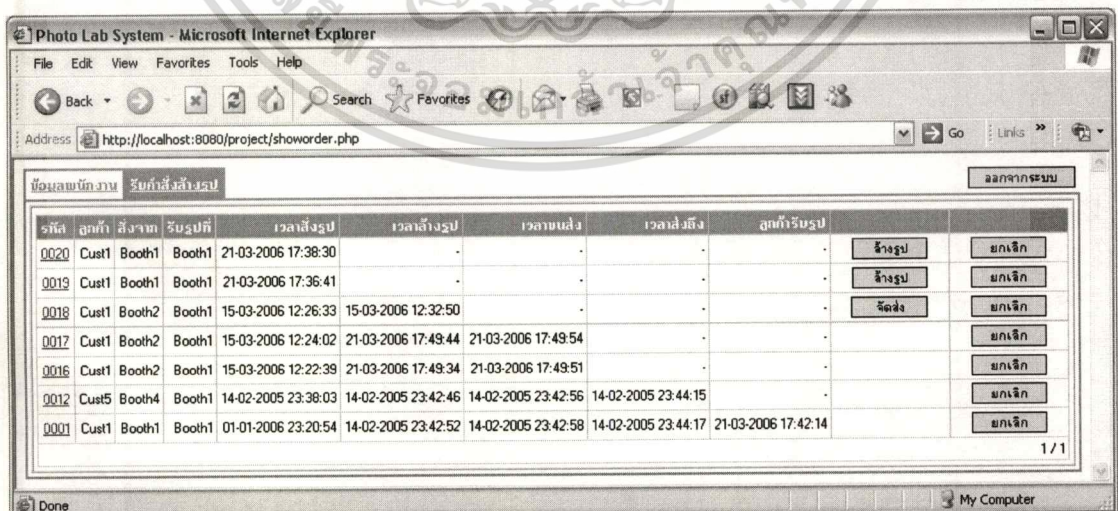 Photo Lab System - Microsoft Internet Explorer
File Edit View Favorites Tools Help
Back Search Favorites
Address http://localhost:8080/project/showorder.php Go Links »
ข้อมูลพนักงาน รับคำสั่งล้างรูป ออกจากระบบ
รหัส ลูกค้า สั่งจาก รับรูปที่ เวลาสั่งรูป เวลาล้างรูป เวลาขนส่ง เวลาส่งถึง ลูกค้ารับรูป
0020 Cust1 Booth1 Booth1 21-03-2006 17:38:30 - - - - ล้างรูป ยกเลิก
0019 Cust1 Booth1 Booth1 21-03-2006 17:36:41 - - - - ล้างรูป ยกเลิก
0018 Cust1 Booth2 Booth1 15-03-2006 12:26:33 15-03-2006 12:32:50 - - - จัดส่ง ยกเลิก
0017 Cust1 Booth2 Booth1 15-03-2006 12:24:02 21-03-2006 17:49:44 21-03-2006 17:49:54 - - ยกเลิก
0016 Cust1 Booth2 Booth1 15-03-2006 12:22:39 21-03-2006 17:49:34 21-03-2006 17:49:51 - - ยกเลิก
0012 Cust5 Booth4 Booth1 14-02-2005 23:38:03 14-02-2005 23:42:46 14-02-2005 23:42:56 14-02-2005 23:44:15 - ยกเลิก
0001 Cust1 Booth1 Booth1 01-01-2006 23:20:54 14-02-2005 23:42:52 14-02-2005 23:42:58 14-02-2005 23:44:17 21-03-2006 17:42:14 ยกเลิก
1 / 1
Done My Computer